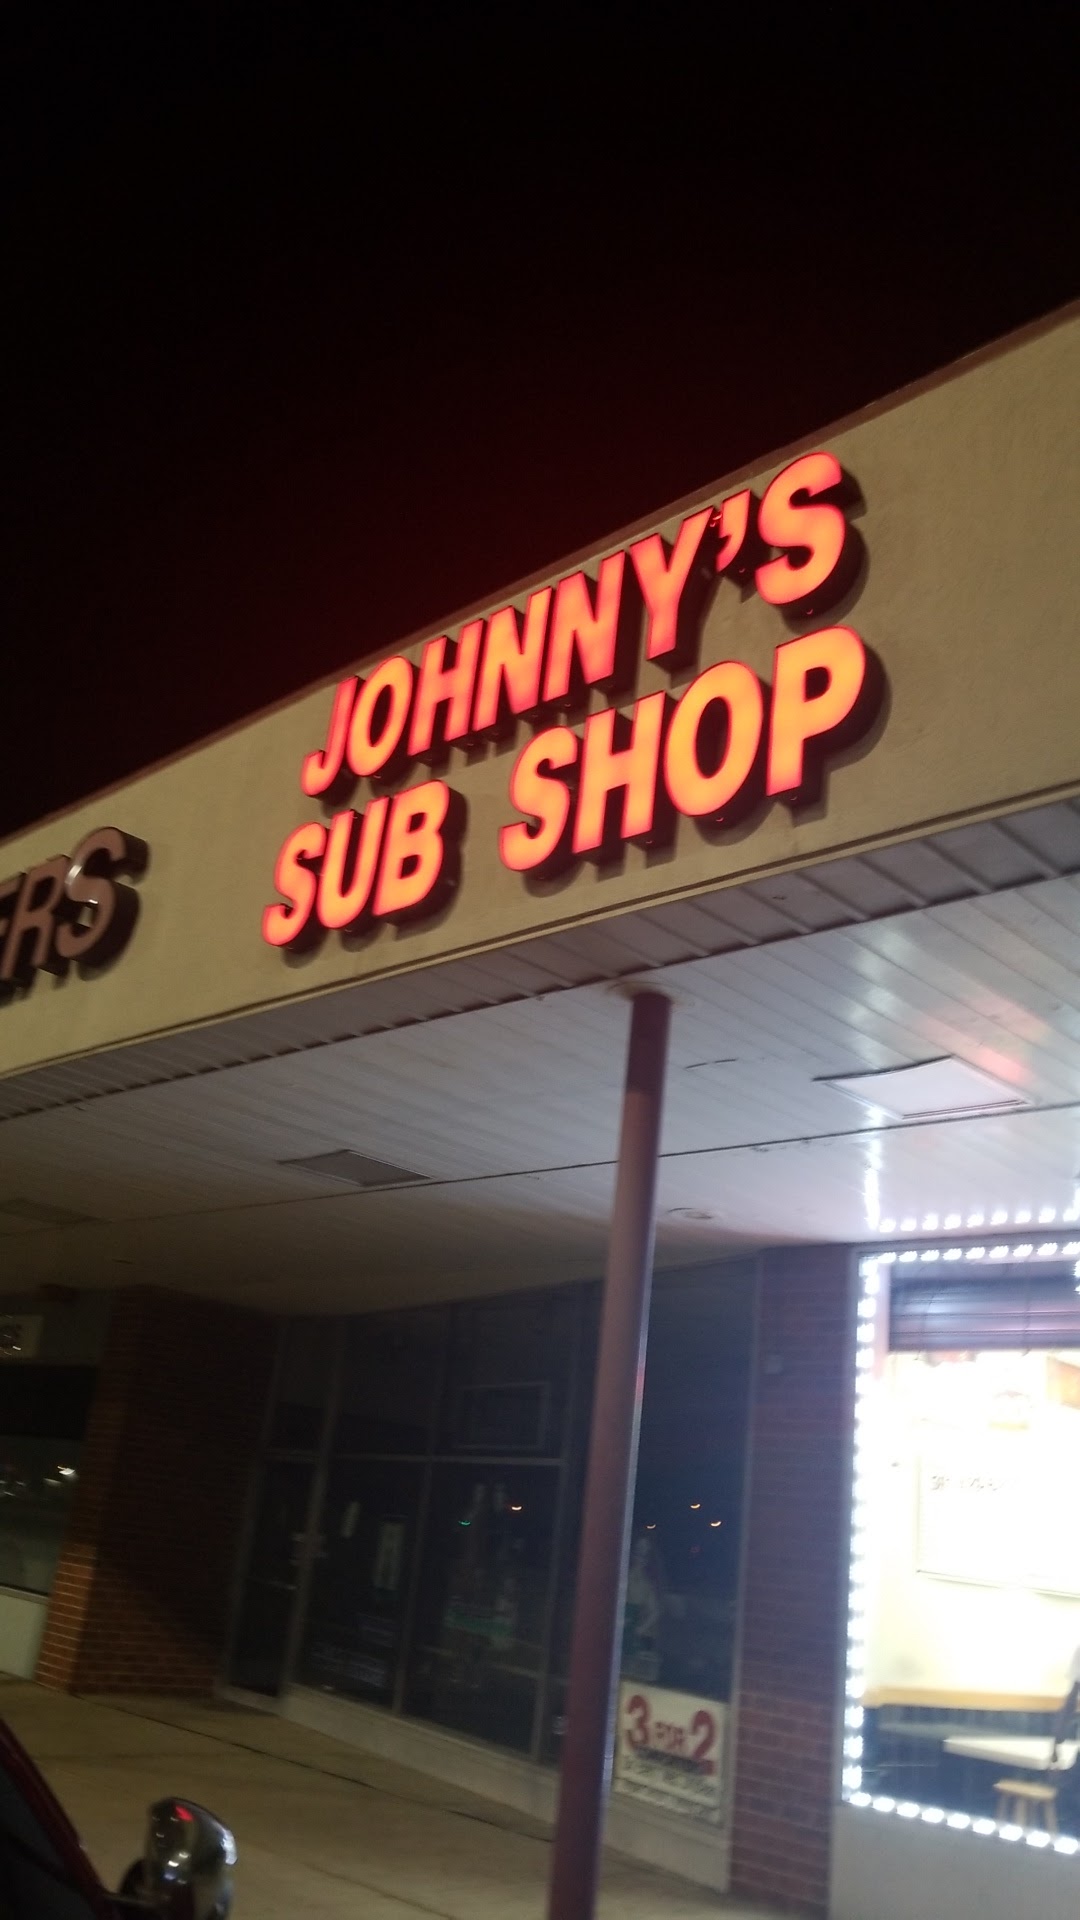 JOHNNY'S
SUB SHOP
ERS
3 FOR 2